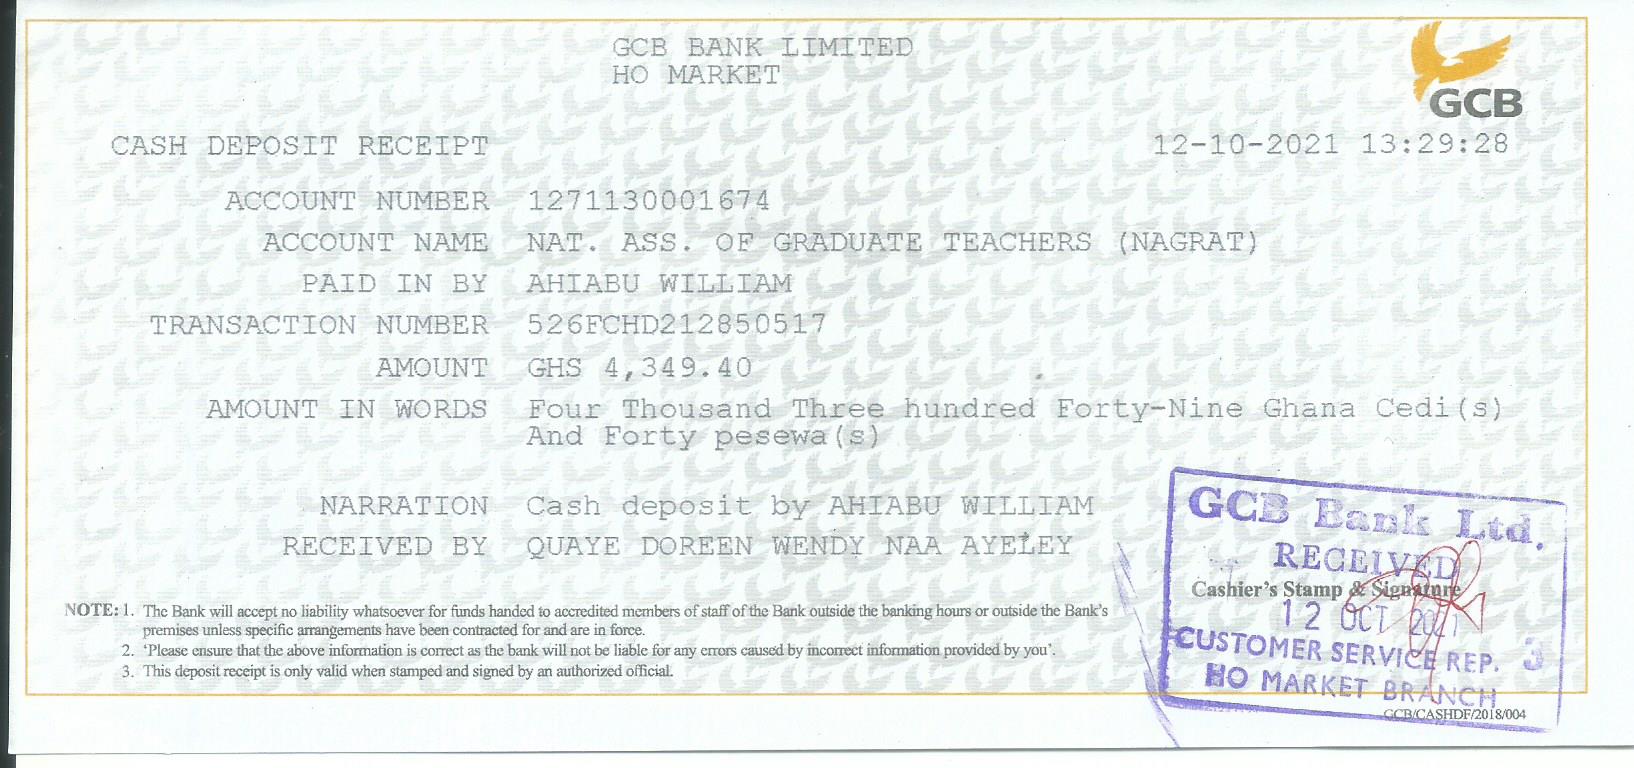 GCB BANK LIMITED
HO MARKET
GCB
CASH DEPOSIT RECEIPT 12-10-2021 13:29:28
ACCOUNT NUMBER 1271130001674
ACCOUNT NAME NAT. ASS. OF GRADUATE TEACHERS (NAGRAT)
PAID IN BY AHIABU WILLIAM
TRANSACTION NUMBER 526FCHD212850517
AMOUNT GHS 4,349.40
AMOUNT IN WORDS Four Thousand Three hundred Forty-Nine Ghana Cedi(s)
And Forty pesewa(s)
NARRATION Cash deposit by AHIABU WILLIAM
RECEIVED BY QUAYE DOREEN WENDY NAA AYELEY
NOTE: 1. The Bank will accept no liability whatsoever for funds handed to accredited members of staff of the Bank outside the banking hours or outside the Bank's
premises unless specific arrangements have been contracted for and are in force.
2. 'Please ensure that the above information is correct as the bank will not be liable for any errors caused by incorrect information provided by you'.
3. This deposit receipt is only valid when stamped and signed by an authorized official.
GCB Bank Ltd.
RECEIVED
Cashier's Stamp & Signature
12 OCT 2021
CUSTOMER SERVICE REP. 3
HO MARKET BRANCH
GCB/CASHDF/2018/004